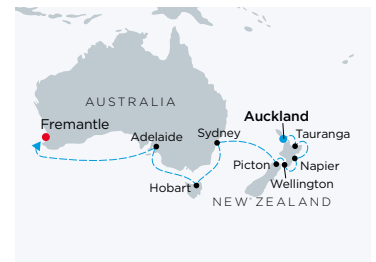 AUSTRALIA
Fremantle
Auckland
Adelaide
Sydney
Tauranga
Picton
Napier
Hobart
Wellington
NEW ZEALAND